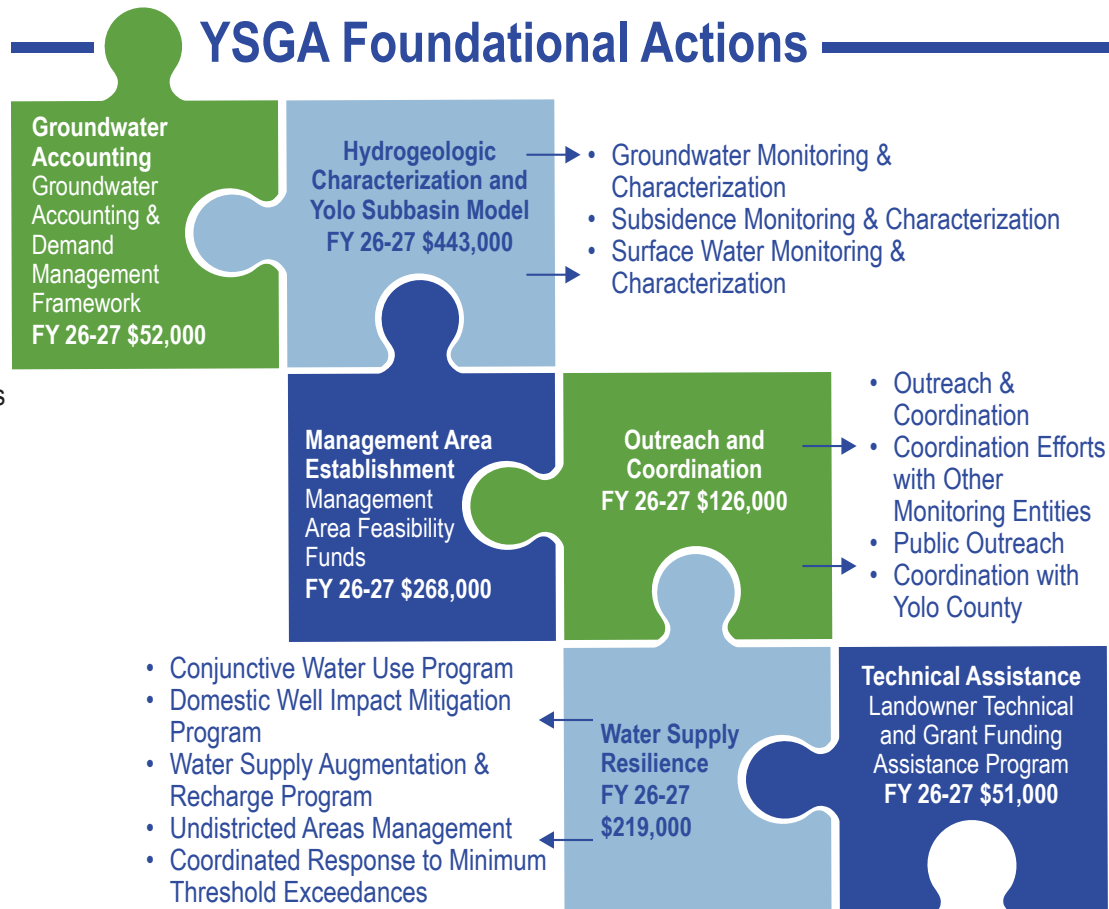 YSGA Foundational Actions
Groundwater
Accounting
Groundwater
Accounting &
Demand
Management
Framework
FY 26-27 $52,000
Hydrogeologic
Characterization and
Yolo Subbasin Model
FY 26-27 $443,000
• Groundwater Monitoring &
Characterization
• Subsidence Monitoring & Characterization
• Surface Water Monitoring &
Characterization
s
Management Area
Establishment
Management
Area Feasibility
Funds
FY 26-27 $268,000
Outreach and
Coordination
FY 26-27 $126,000
• Outreach &
Coordination
• Coordination Efforts
with Other
Monitoring Entities
• Public Outreach
• Coordination with
Yolo County
• Conjunctive Water Use Program
• Domestic Well Impact Mitigation
Program
• Water Supply Augmentation &
Recharge Program
• Undistricted Areas Management
• Coordinated Response to Minimum
Threshold Exceedances
Water Supply
Resilience
FY 26-27
$219,000
Technical Assistance
Landowner Technical
and Grant Funding
Assistance Program
FY 26-27 $51,000